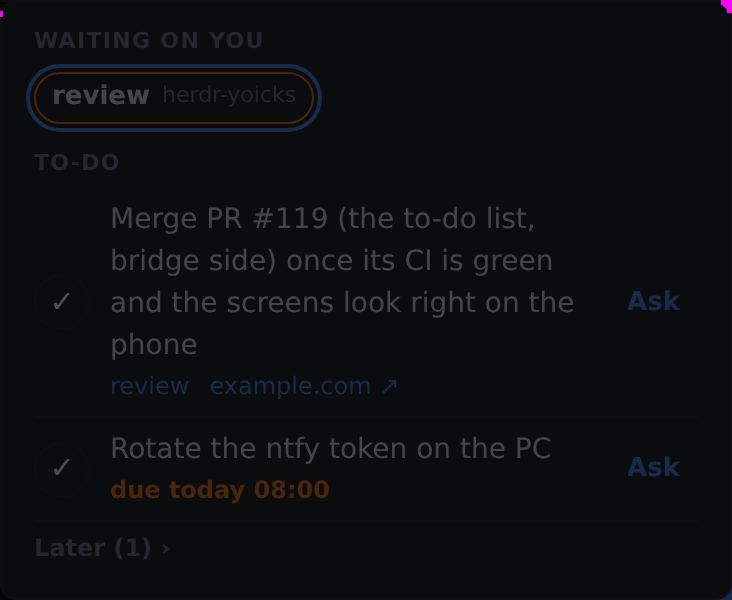 WAITING ON YOU
review herdr-yoicks
TO-DO
Merge PR #119 (the to-do list,
bridge side) once its CI is green
and the screens look right on the
phone
✓
Ask
review example.com ↗
Rotate the ntfy token on the PC
✓
Ask
due today 08:00
Later (1) ›